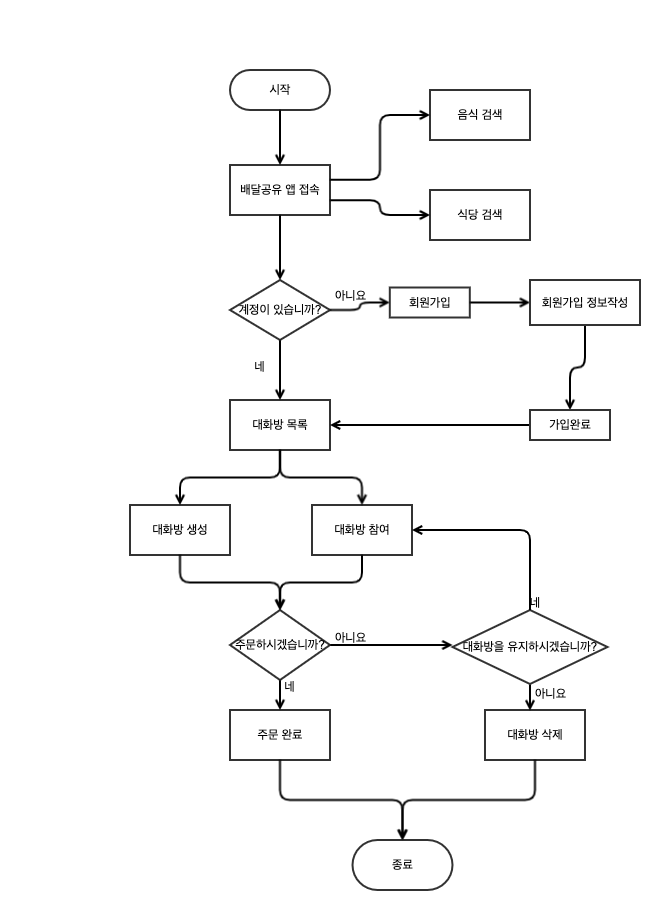 시작
음식 검색
배달공유 앱 접속
식당 검색
계정이 있습니까?
아니요
회원가입
회원가입 정보작성
네
대화방 목록
가입완료
대화방 생성
대화방 참여
네
주문하시겠습니까?
아니요
대화방을 유지하시겠습니까?
네
아니요
주문 완료
대화방 삭제
종료